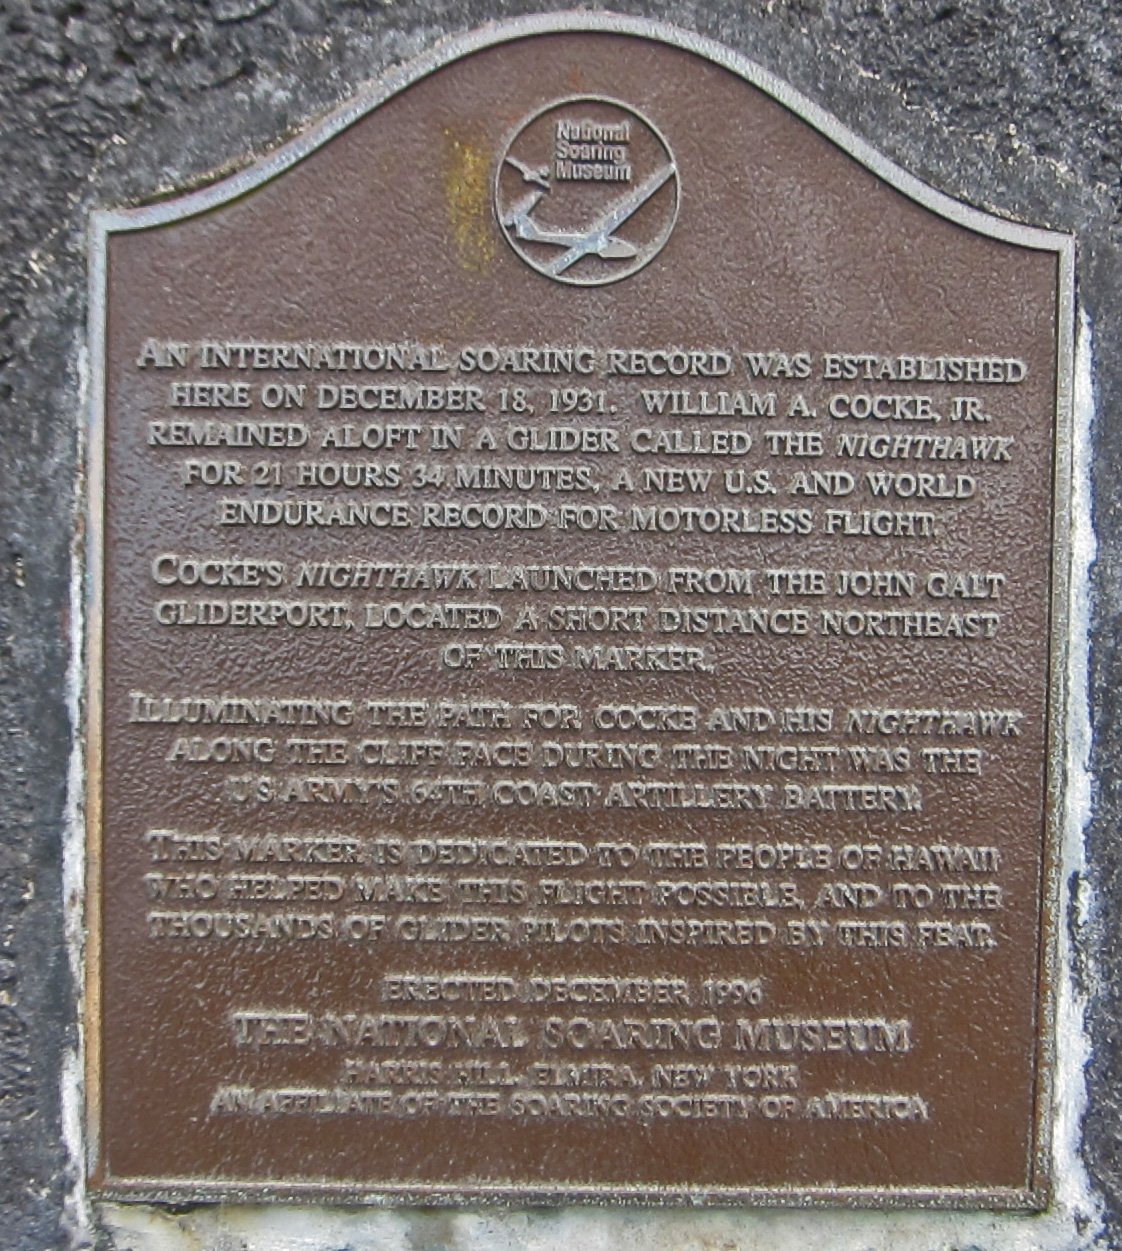 National
Soaring
Museum
AN INTERNATIONAL SOARING RECORD WAS ESTABLISHED
HERE ON DECEMBER 18, 1931. WILLIAM A. COCKE, JR.
REMAINED ALOFT IN A GLIDER CALLED THE NIGHTHAWK
FOR 21 HOURS 34 MINUTES, A NEW U.S. AND WORLD
ENDURANCE RECORD FOR MOTORLESS FLIGHT.
COCKE'S NIGHTHAWK LAUNCHED FROM THE JOHN GALT
GLIDERPORT, LOCATED A SHORT DISTANCE NORTHEAST
OF THIS MARKER.
ILLUMINATING THE PATH FOR COCKE AND HIS NIGHTHAWK
ALONG THE CLIFF FACE DURING THE NIGHT WAS THE
US ARMY'S 64TH COAST ARTILLERY BATTERY.
THIS MARKER IS DEDICATED TO THE PEOPLE OF HAWAII
WHO HELPED MAKE THIS FLIGHT POSSIBLE, AND TO THE
THOUSANDS OF GLIDER PILOTS INSPIRED BY THIS FEAT.
ERECTED DECEMBER, 1996
THE NATIONAL SOARING MUSEUM
HARRIS HILL, ELMIRA, NEW YORK
AN AFFILIATE OF THE SOARING SOCIETY OF AMERICA